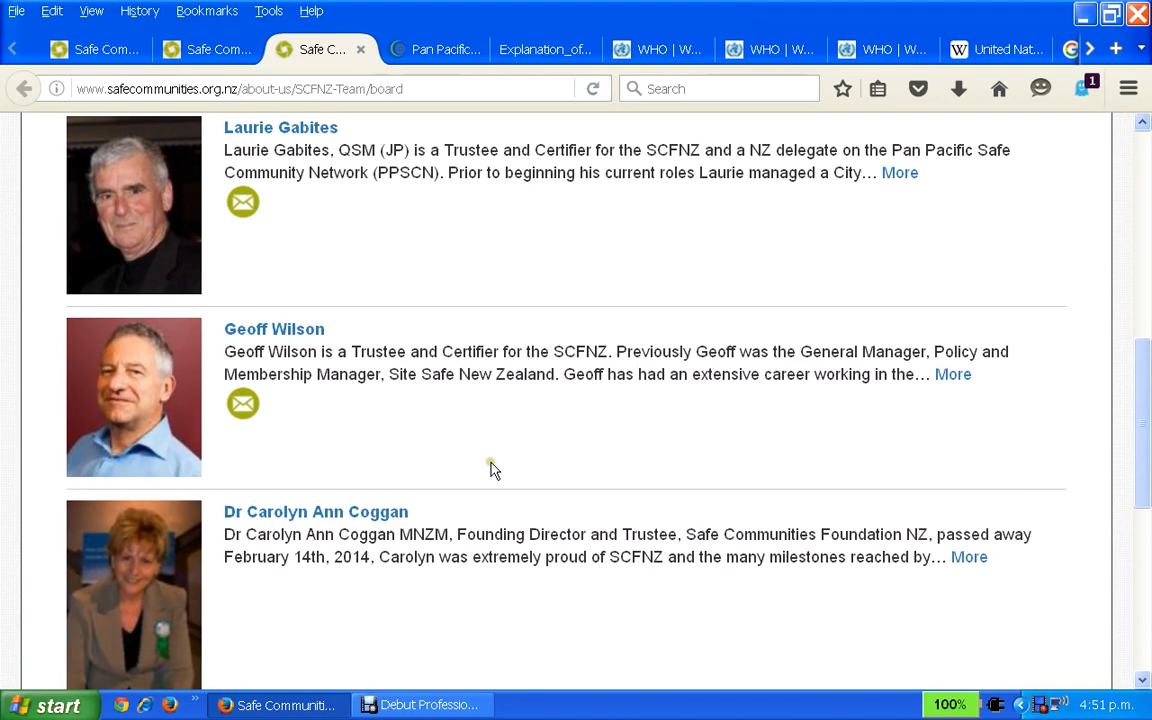 File Edit View History Bookmarks Tools Help
Safe Com... Safe Com... Safe C... Pan Pacific... Explanation_of... WHO | W... WHO | W... WHO | W... United Nat...
www.safecommunities.org.nz/about-us/SCFNZ-Team/board Search 1
Laurie Gabites
Laurie Gabites, QSM (JP) is a Trustee and Certifier for the SCFNZ and a NZ delegate on the Pan Pacific Safe
Community Network (PPSCN). Prior to beginning his current roles Laurie managed a City... More
Geoff Wilson
Geoff Wilson is a Trustee and Certifier for the SCFNZ. Previously Geoff was the General Manager, Policy and
Membership Manager, Site Safe New Zealand. Geoff has had an extensive career working in the... More
Dr Carolyn Ann Coggan
Dr Carolyn Ann Coggan MNZM, Founding Director and Trustee, Safe Communities Foundation NZ, passed away
February 14th, 2014, Carolyn was extremely proud of SCFNZ and the many milestones reached by... More
start Safe Communiti... Debut Professio... 100% 4:51 p.m.